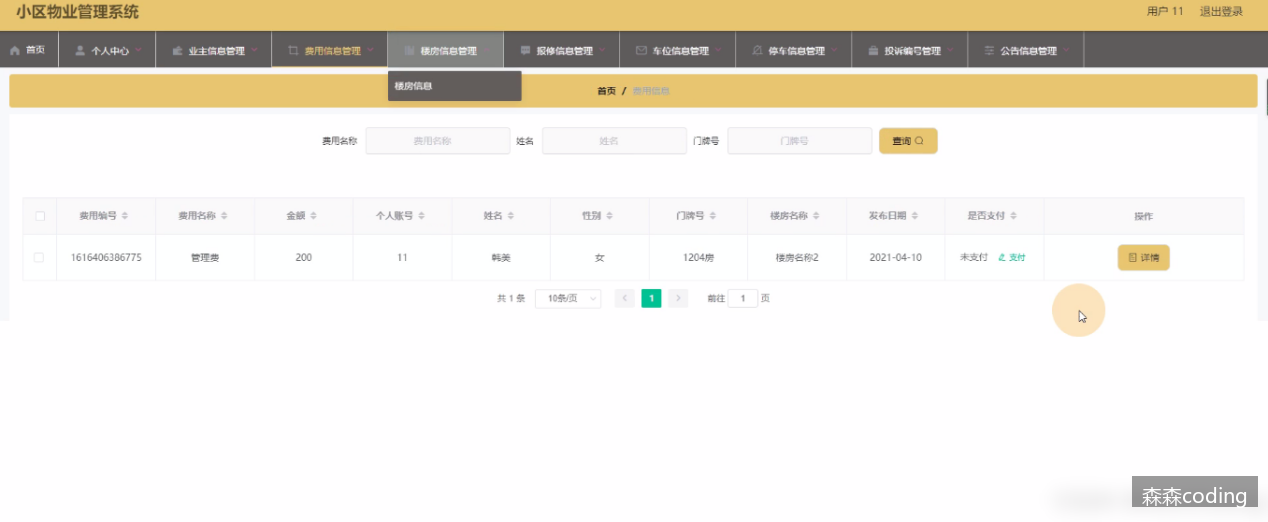 小区物业管理系统
用户 11 退出登录
首页 个人中心 业主信息管理 费用信息管理 楼房信息管理 报修信息管理 车位信息管理 停车信息管理 投诉编号管理 公告信息管理
楼房信息
首页 / 费用信息
费用名称 费用名称 姓名 姓名 门牌号 门牌号 查询
费用编号 费用名称 金额 个人账号 姓名 性别 门牌号 楼房名称 发布日期 是否支付 操作
1616406386775 管理费 200 11 韩美 女 1204房 楼房名称2 2021-04-10 未支付 支付 详情
共 1 条 10条/页 1 前往 1 页
森森coding